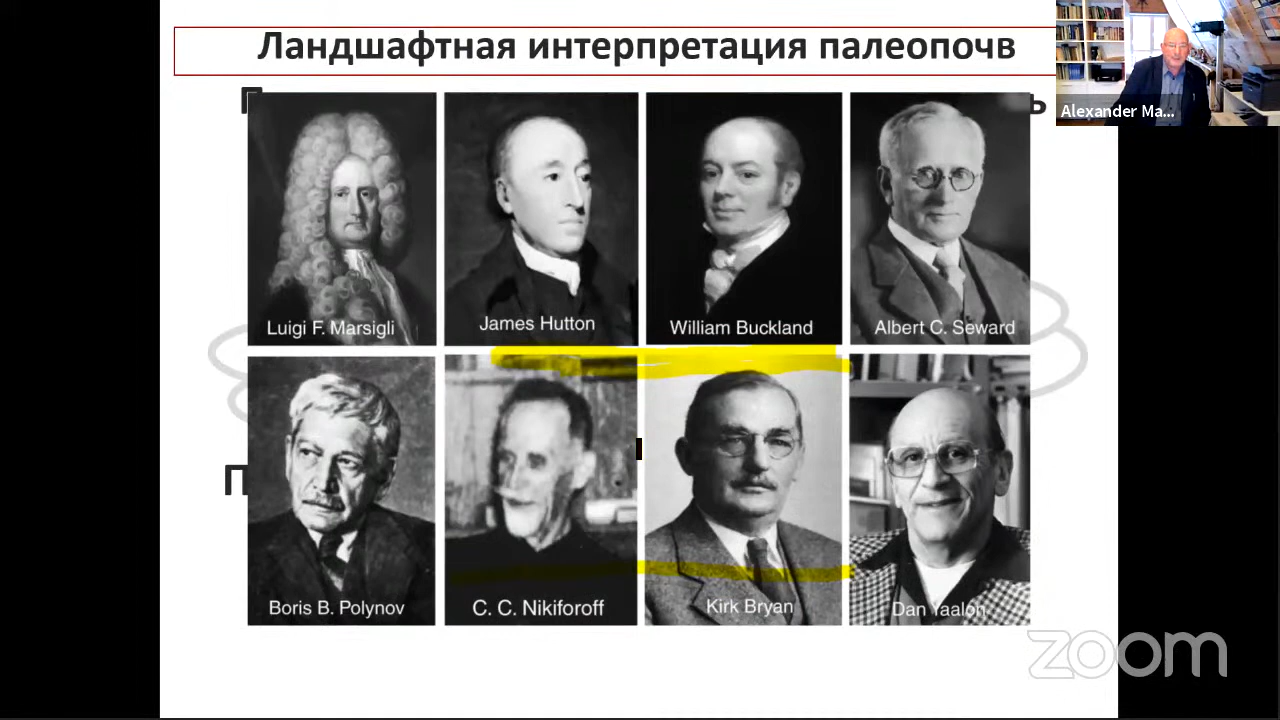 Ландшафтная интерпретация палеопочв
Alexander Ma...
Luigi F. Marsigli
James Hutton
William Buckland
Albert C. Seward
Boris B. Polynov
C. C. Nikiforoff
Kirk Bryan
Dan Yaalon
zoom